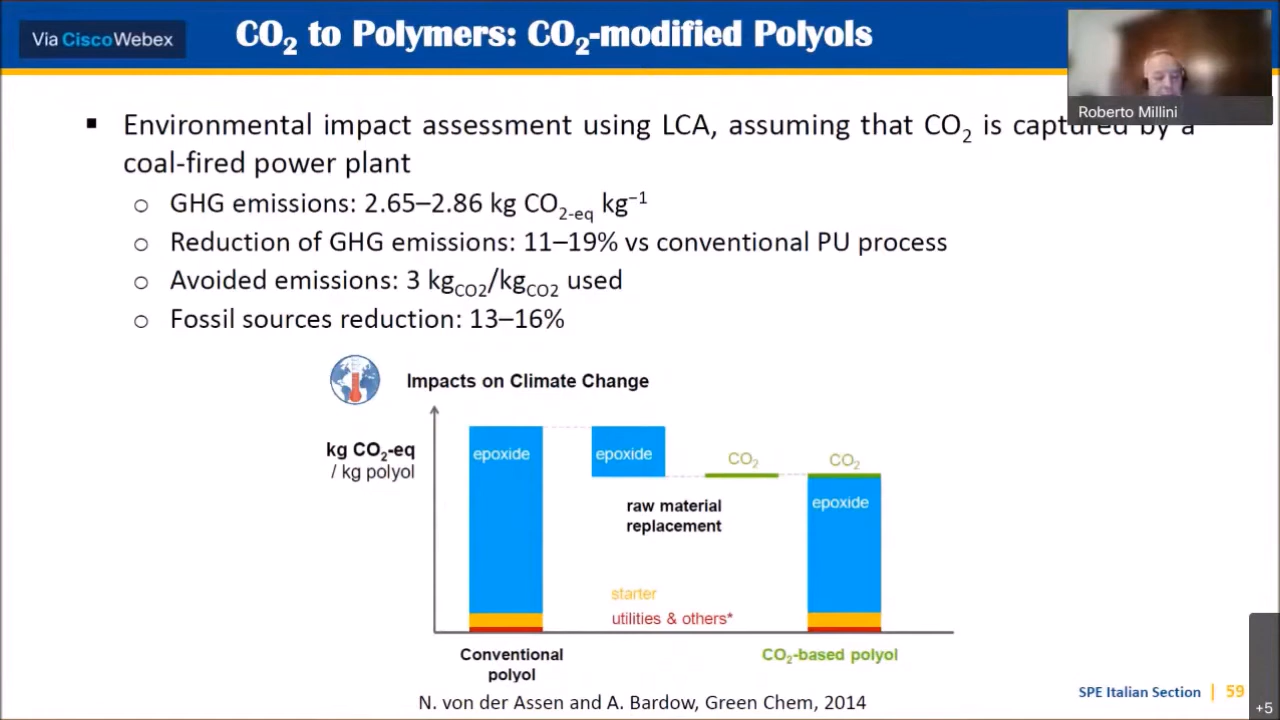 Via CiscoWebex
CO₂ to Polymers: CO₂-modified Polyols
Roberto Millini
▪ Environmental impact assessment using LCA, assuming that CO₂ is captured by a
coal-fired power plant
○ GHG emissions: 2.65–2.86 kg CO₂₋eq kg⁻¹
○ Reduction of GHG emissions: 11–19% vs conventional PU process
○ Avoided emissions: 3 kgCO2/kgCO2 used
○ Fossil sources reduction: 13–16%
Impacts on Climate Change
kg CO₂-eq
/ kg polyol
epoxide
epoxide
CO₂
CO₂
epoxide
raw material
replacement
starter
utilities & others*
Conventional
polyol
CO₂-based polyol
N. von der Assen and A. Bardow, Green Chem, 2014
SPE Italian Section | 59
+5